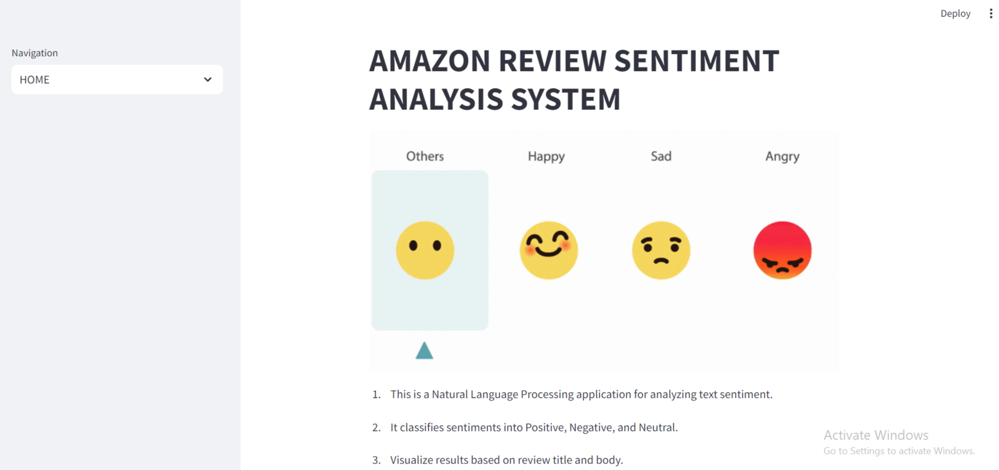 Deploy
Navigation
HOME
AMAZON REVIEW SENTIMENT
ANALYSIS SYSTEM
Others Happy Sad Angry
1. This is a Natural Language Processing application for analyzing text sentiment.
2. It classifies sentiments into Positive, Negative, and Neutral.
3. Visualize results based on review title and body.
Activate Windows
Go to Settings to activate Windows.